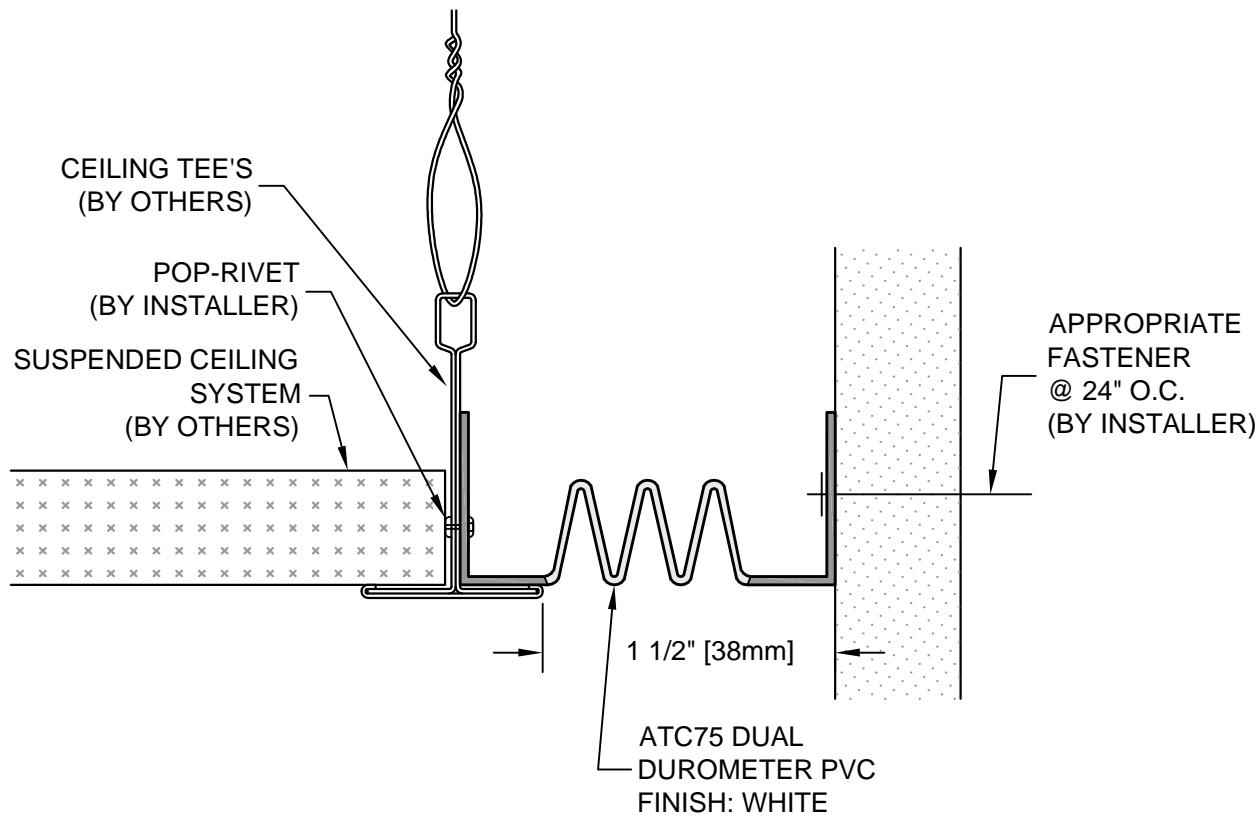 CEILING TEE'S
(BY OTHERS)
POP-RIVET
(BY INSTALLER)
SUSPENDED CEILING
SYSTEM
(BY OTHERS)
APPROPRIATE
FASTENER
@ 24" O.C.
(BY INSTALLER)
1 1/2" [38mm]
ATC75 DUAL
DUROMETER PVC
FINISH: WHITE